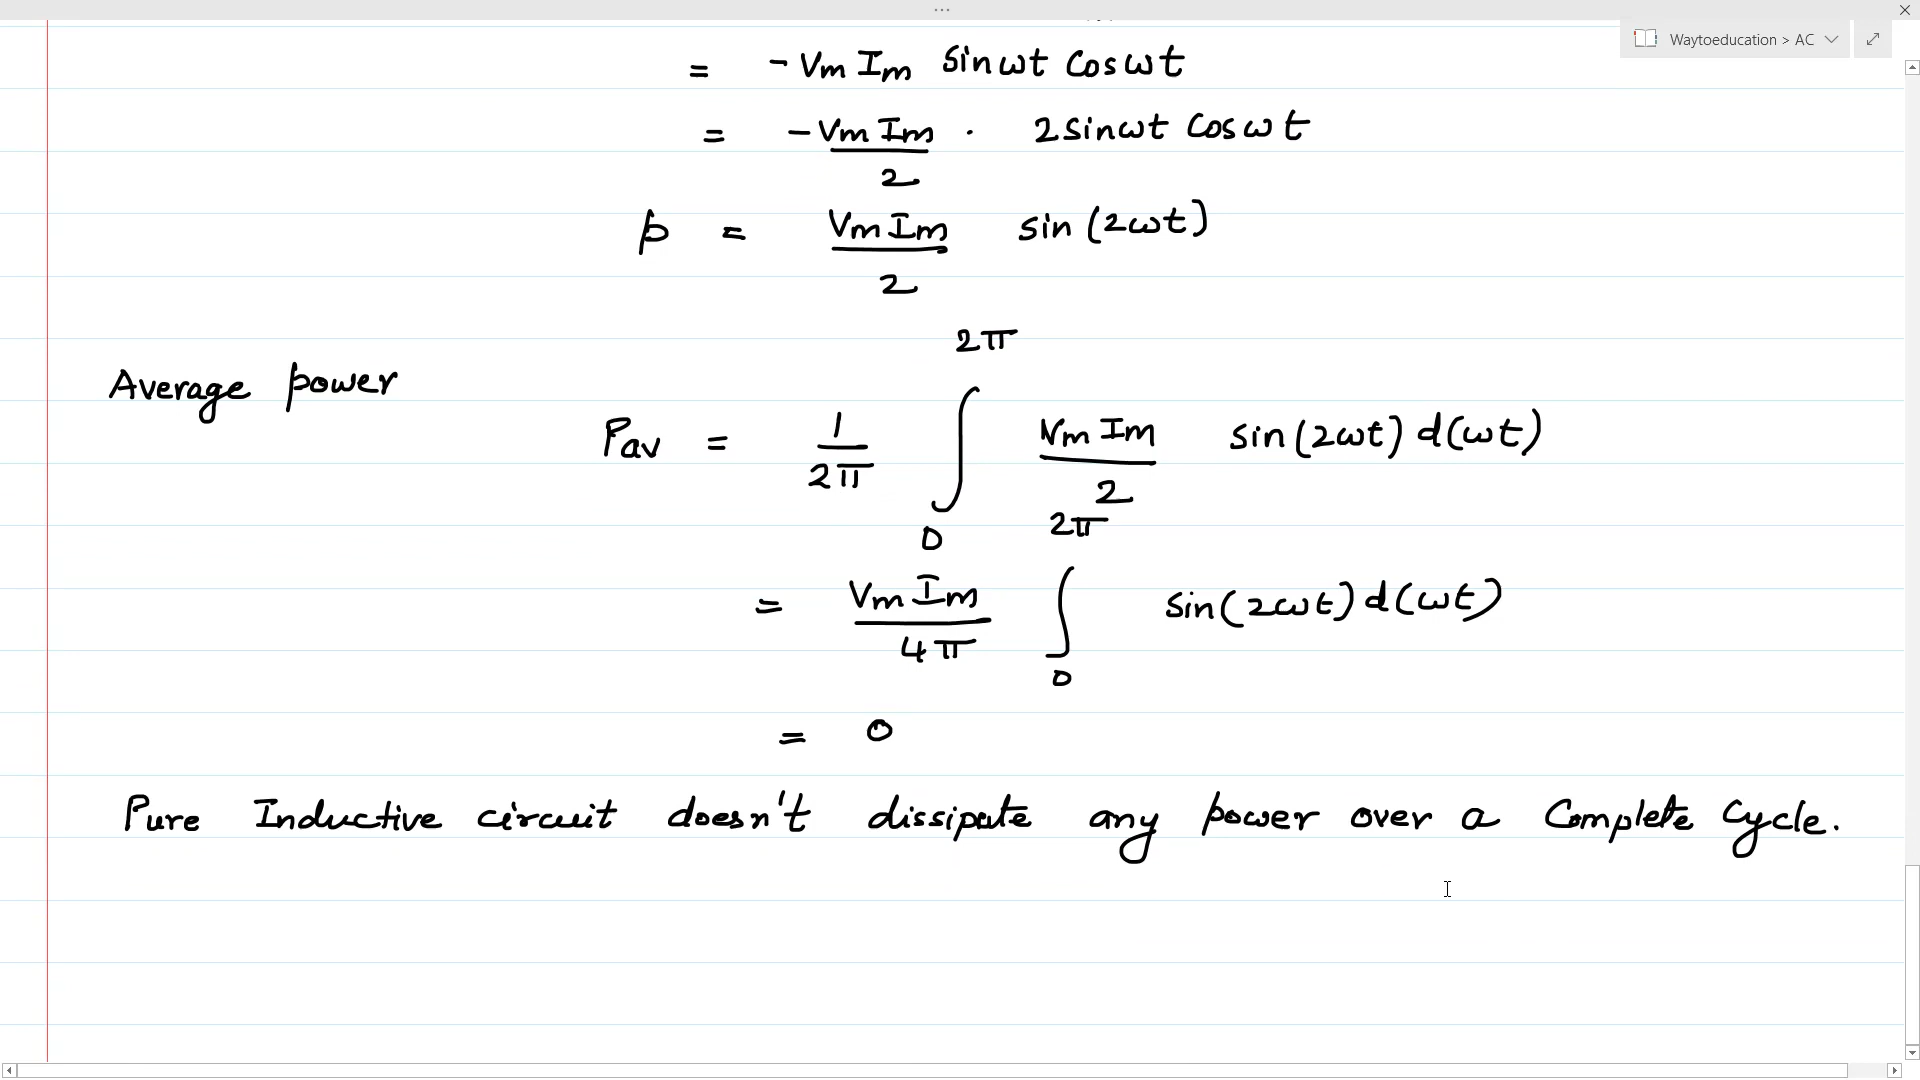 ...
Waytoeducation > AC
= - Vm Im sinωt cosωt
= - Vm Im / 2 . 2 sinωt cosωt
p = Vm Im / 2 sin (2ωt)
Average power
Pav = 1/2π ∫₀^2π Vm Im / 2 sin(2ωt) d(ωt)
= Vm Im / 4π ∫₀^2π sin(2ωt) d(ωt)
= 0
Pure Inductive circuit doesn't dissipate any power over a Complete Cycle.